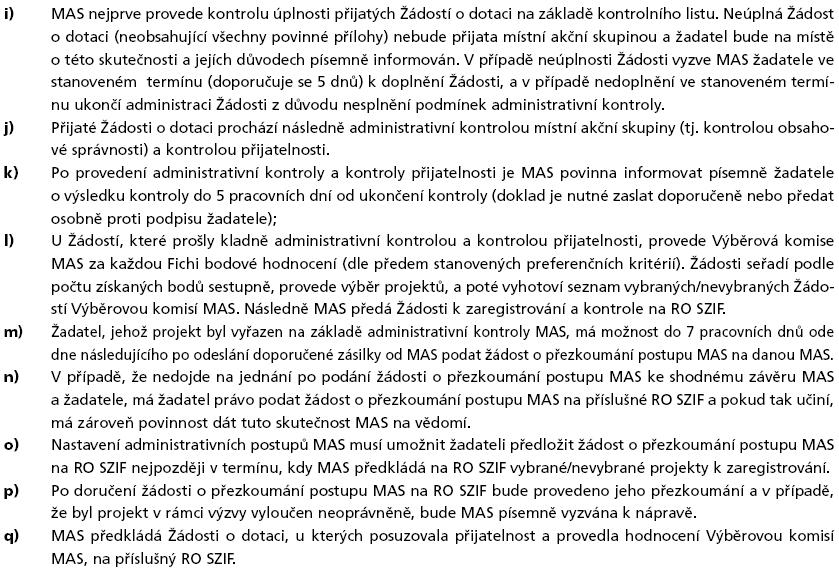 i) MAS nejprve provede kontrolu úplnosti přijatých Žádostí o dotaci na základě kontrolního listu. Neúplná Žádost
o dotaci (neobsahující všechny povinné přílohy) nebude přijata místní akční skupinou a žadatel bude na místě
o této skutečnosti a jejích důvodech písemně informován. V případě neúplnosti Žádosti vyzve MAS žadatele ve
stanoveném termínu (doporučuje se 5 dnů) k doplnění Žádosti, a v případě nedoplnění ve stanoveném termí-
nu ukončí administraci Žádosti z důvodu nesplnění podmínek administrativní kontroly.
j) Přijaté Žádosti o dotaci prochází následně administrativní kontrolou místní akční skupiny (tj. kontrolou obsaho-
vé správnosti) a kontrolou přijatelnosti.
k) Po provedení administrativní kontroly a kontroly přijatelnosti je MAS povinna informovat písemně žadatele
o výsledku kontroly do 5 pracovních dní od ukončení kontroly (doklad je nutné zaslat doporučeně nebo předat
osobně proti podpisu žadatele);
l) U Žádostí, které prošly kladně administrativní kontrolou a kontrolou přijatelnosti, provede Výběrová komise
MAS za každou Fichi bodové hodnocení (dle předem stanovených preferenčních kritérií). Žádosti seřadí podle
počtu získaných bodů sestupně, provede výběr projektů, a poté vyhotoví seznam vybraných/nevybraných Žádo-
stí Výběrovou komisí MAS. Následně MAS předá Žádosti k zaregistrování a kontrole na RO SZIF.
m) Žadatel, jehož projekt byl vyřazen na základě administrativní kontroly MAS, má možnost do 7 pracovních dnů ode
dne následujícího po odeslání doporučené zásilky od MAS podat žádost o přezkoumání postupu MAS na danou MAS.
n) V případě, že nedojde na jednání po podání žádosti o přezkoumání postupu MAS ke shodnému závěru MAS
a žadatele, má žadatel právo podat žádost o přezkoumání postupu MAS na příslušné RO SZIF a pokud tak učiní,
má zároveň povinnost dát tuto skutečnost MAS na vědomí.
o) Nastavení administrativních postupů MAS musí umožnit žadateli předložit žádost o přezkoumání postupu MAS
na RO SZIF nejpozději v termínu, kdy MAS předkládá na RO SZIF vybrané/nevybrané projekty k zaregistrování.
p) Po doručení žádosti o přezkoumání postupu MAS na RO SZIF bude provedeno jeho přezkoumání a v případě,
že byl projekt v rámci výzvy vyloučen neoprávněně, bude MAS písemně vyzvána k nápravě.
q) MAS předkládá Žádosti o dotaci, u kterých posuzovala přijatelnost a provedla hodnocení Výběrovou komisí
MAS, na příslušný RO SZIF.